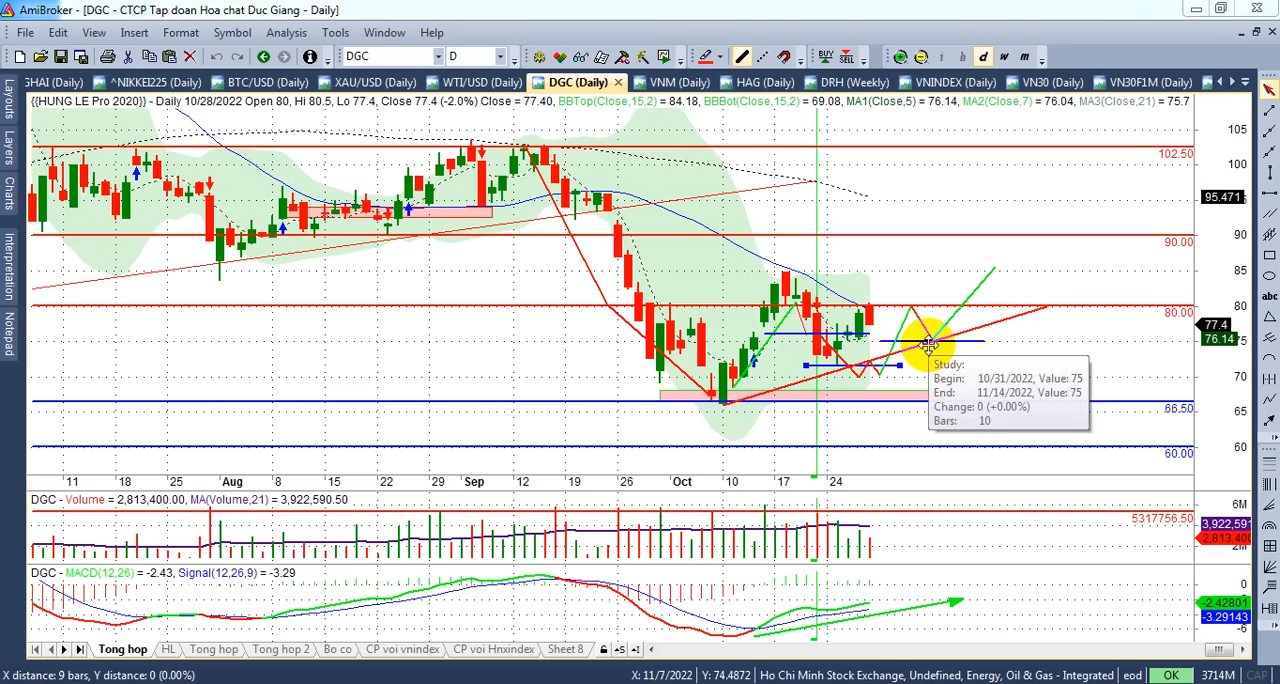 AmiBroker - [DGC - CTCP Tap doan Hoa chat Duc Giang - Daily]
File Edit View Insert Format Symbol Analysis Tools Window Help
DGC D BUY SELL i h d w m
GHAI (Daily) ^NIKKEI225 (Daily) BTC/USD (Daily) XAU/USD (Daily) WTI/USD (Daily) DGC (Daily) VNM (Daily) HAG (Daily) DRH (Weekly) VNINDEX (Daily) VN30 (Daily) VN30F1M (Daily)
Layouts
Layers
Charts
Interpretation
Notepad
{{HUNG LE Pro 2020}} - Daily 10/28/2022 Open 80, Hi 80.5, Lo 77.4, Close 77.4 (-2.0%) Close = 77.40, BBTop(Close,15,2) = 84.18, BBBot(Close,15,2) = 69.08, MA1(Close,5) = 76.14, MA2(Close,7) = 76.04, MA3(Close,21) = 75.7
105
102.50
100
95.471
90
90.00
85
80
80.00
77.4
76.14
75
70
65
66.50
60
60.00
abc
Study:
Begin: 10/31/2022, Value: 75
End: 11/14/2022, Value: 75
Change: 0 (+0.00%)
Bars: 10
11 18 25 Aug 8 15 22 29 Sep 12 19 26 Oct 10 17 24
DGC - Volume = 2,813,400.00, MA(Volume,21) = 3,922,590.50
6M
5317756.50
3,922,591
2,813,400
2M
DGC - MACD(12,26) = -2.43, Signal(12,26,9) = -3.29
0
-2.42801
-3.29143
-6
Tong hop HL Tong hop Tong hop 2 Bo co CP voi vnindex CP voi Hnxindex Sheet 8
X distance: 9 bars, Y distance: 0 (0.00%) X: 11/7/2022 Y: 74.4872 Ho Chi Minh Stock Exchange, Undefined, Energy, Oil & Gas - Integrated eod OK 3714M CAP